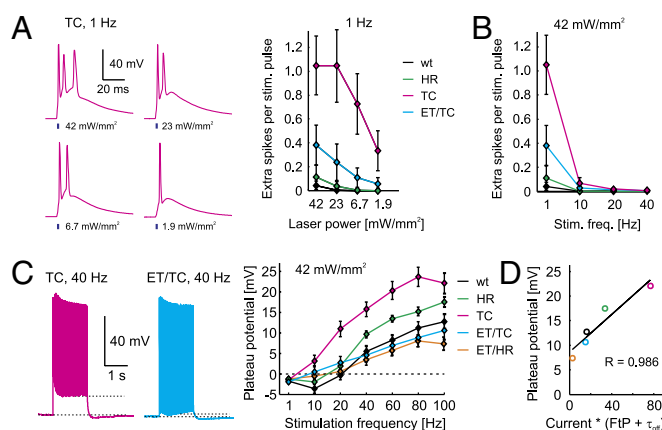 A
TC, 1 Hz
40 mV
20 ms
42 mW/mm²
23 mW/mm²
6.7 mW/mm²
1.9 mW/mm²
1 Hz
Extra spikes per stim. pulse
1.2
1.0
0.8
0.6
0.4
0.2
0
42 23 6.7 1.9
Laser power [mW/mm²]
wt
HR
TC
ET/TC
B
42 mW/mm²
Extra spikes per stim. pulse
1.2
1.0
0.8
0.6
0.4
0.2
0
1 10 20 40
Stim. freq. [Hz]
C
TC, 40 Hz
ET/TC, 40 Hz
40 mV
1 s
42 mW/mm²
Plateau potential [mV]
25
20
15
10
5
0
-5
1 10 20 40 60 80 100
Stimulation frequency [Hz]
wt
HR
TC
ET/TC
ET/HR
D
Plateau potential [mV]
25
20
15
10
5
0
R = 0.986
0 40 80
Current * (FtP + τoff)